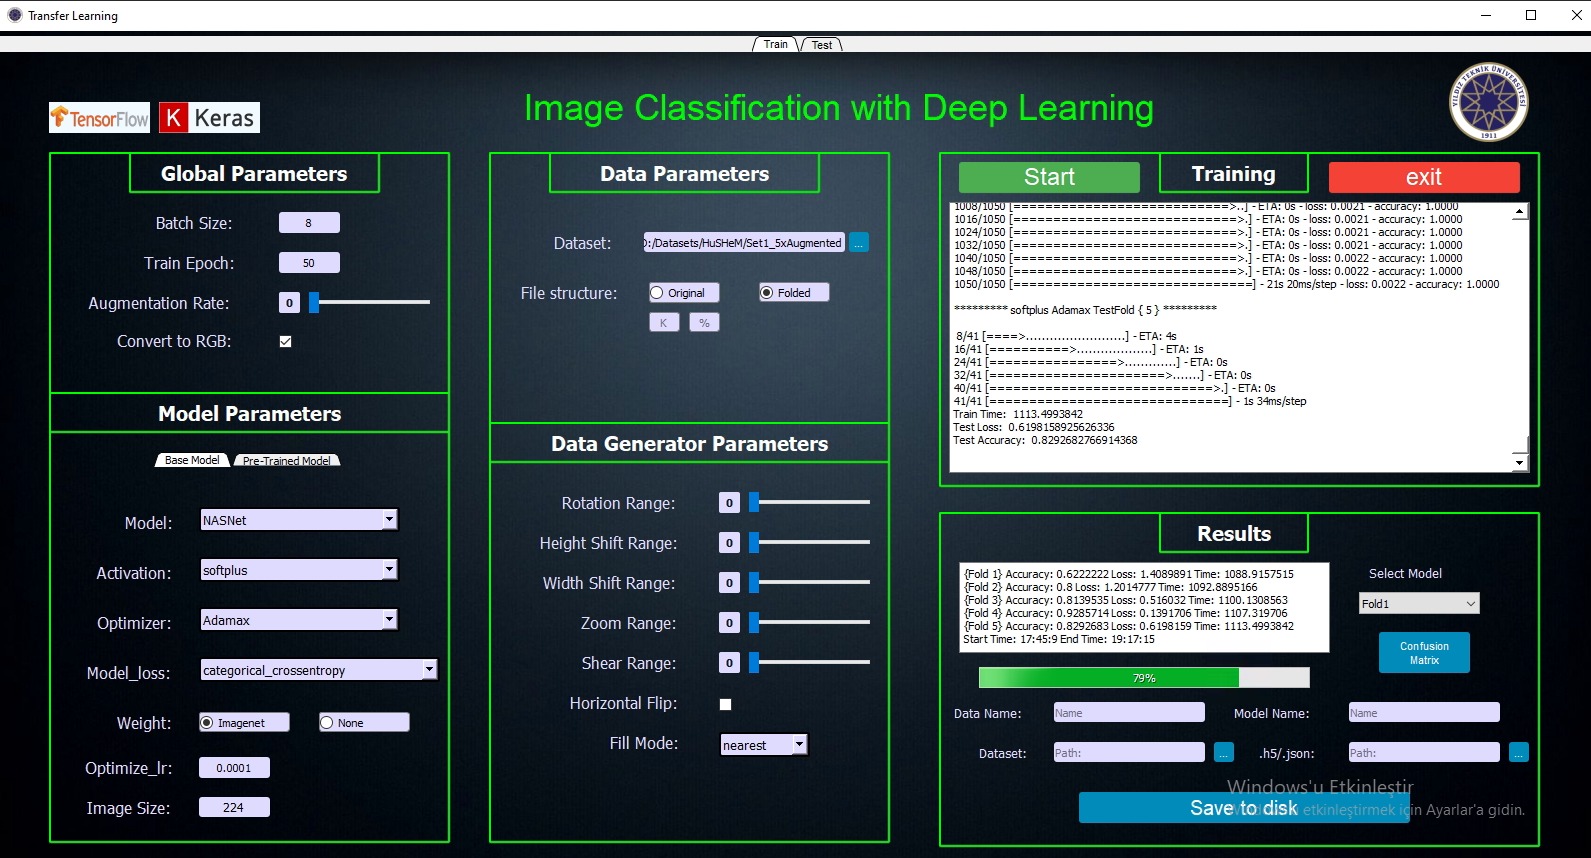 Transfer Learning
Train
Test
TensorFlow
K Keras
Image Classification with Deep Learning
YILDIZ TEKNİK ÜNİVERSİTESİ
1911
Global Parameters
Batch Size: 8
Train Epoch: 50
Augmentation Rate: 0
Convert to RGB:
Model Parameters
Base Model
Pre-Trained Model
Model: NASNet
Activation: softplus
Optimizer: Adamax
Model_loss: categorical_crossentropy
Weight: Imagenet None
Optimize_lr: 0.0001
Image Size: 224
Data Parameters
Dataset: D:/Datasets/HuSHeM/Set1_5xAugmented ...
File structure: Original Folded
K %
Data Generator Parameters
Rotation Range: 0
Height Shift Range: 0
Width Shift Range: 0
Zoom Range: 0
Shear Range: 0
Horizontal Flip:
Fill Mode: nearest
Start
Training
exit
1008/1050 [============================>..] - ETA: 0s - loss: 0.0021 - accuracy: 1.0000
1016/1050 [=============================>.] - ETA: 0s - loss: 0.0021 - accuracy: 1.0000
1024/1050 [=============================>.] - ETA: 0s - loss: 0.0021 - accuracy: 1.0000
1032/1050 [=============================>.] - ETA: 0s - loss: 0.0021 - accuracy: 1.0000
1040/1050 [=============================>.] - ETA: 0s - loss: 0.0022 - accuracy: 1.0000
1048/1050 [=============================>.] - ETA: 0s - loss: 0.0022 - accuracy: 1.0000
1050/1050 [==============================] - 21s 20ms/step - loss: 0.0022 - accuracy: 1.0000
********* softplus Adamax TestFold { 5 } *********
8/41 [====>.........................] - ETA: 4s
16/41 [==========>...................] - ETA: 1s
24/41 [================>.............] - ETA: 0s
32/41 [======================>.......] - ETA: 0s
40/41 [============================>.] - ETA: 0s
41/41 [==============================] - 1s 34ms/step
Train Time: 1113.4993842
Test Loss: 0.6198158925626336
Test Accuracy: 0.8292682766914368
Results
{Fold 1} Accuracy: 0.6222222 Loss: 1.4089891 Time: 1088.9157515
{Fold 2} Accuracy: 0.8 Loss: 1.2014777 Time: 1092.8895166
{Fold 3} Accuracy: 0.8139535 Loss: 0.516032 Time: 1100.1308563
{Fold 4} Accuracy: 0.9285714 Loss: 0.1391706 Time: 1107.319706
{Fold 5} Accuracy: 0.8292683 Loss: 0.6198159 Time: 1113.4993842
Start Time: 17:45:9 End Time: 19:17:15
Select Model
Fold1
Confusion
Matrix
79%
Data Name: Name
Model Name: Name
Dataset: Path: ...
.h5/.json: Path: ...
Save to disk
Windows'u Etkinleştir
Windows'u etkinleştirmek için Ayarlar'a gidin.